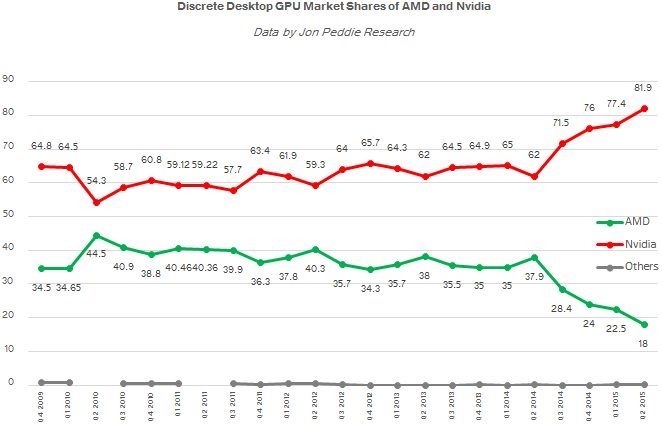 Discrete Desktop GPU Market Shares of AMD and Nvidia
Data by Jon Peddie Research
90
80
70
60
50
40
30
20
10
0
64.8
64.5
54.3
58.7
60.8
59.12
59.22
57.7
63.4
61.9
59.3
64
65.7
64.3
62
64.5
64.9
65
62
71.5
76
77.4
81.9
34.5
34.65
44.5
40.9
38.8
40.46
40.36
39.9
36.3
37.8
40.3
35.7
34.3
35.7
38
35.5
35
35
37.9
28.4
24
22.5
18
AMD
Nvidia
Others
Q4 2009
Q1 2010
Q2 2010
Q3 2010
Q4 2010
Q1 2011
Q2 2011
Q3 2011
Q4 2011
Q1 2012
Q2 2012
Q3 2012
Q4 2012
Q1 2013
Q2 2013
Q3 2013
Q4 2013
Q1 2014
Q2 2014
Q3 2014
Q4 2014
Q1 2015
Q2 2015